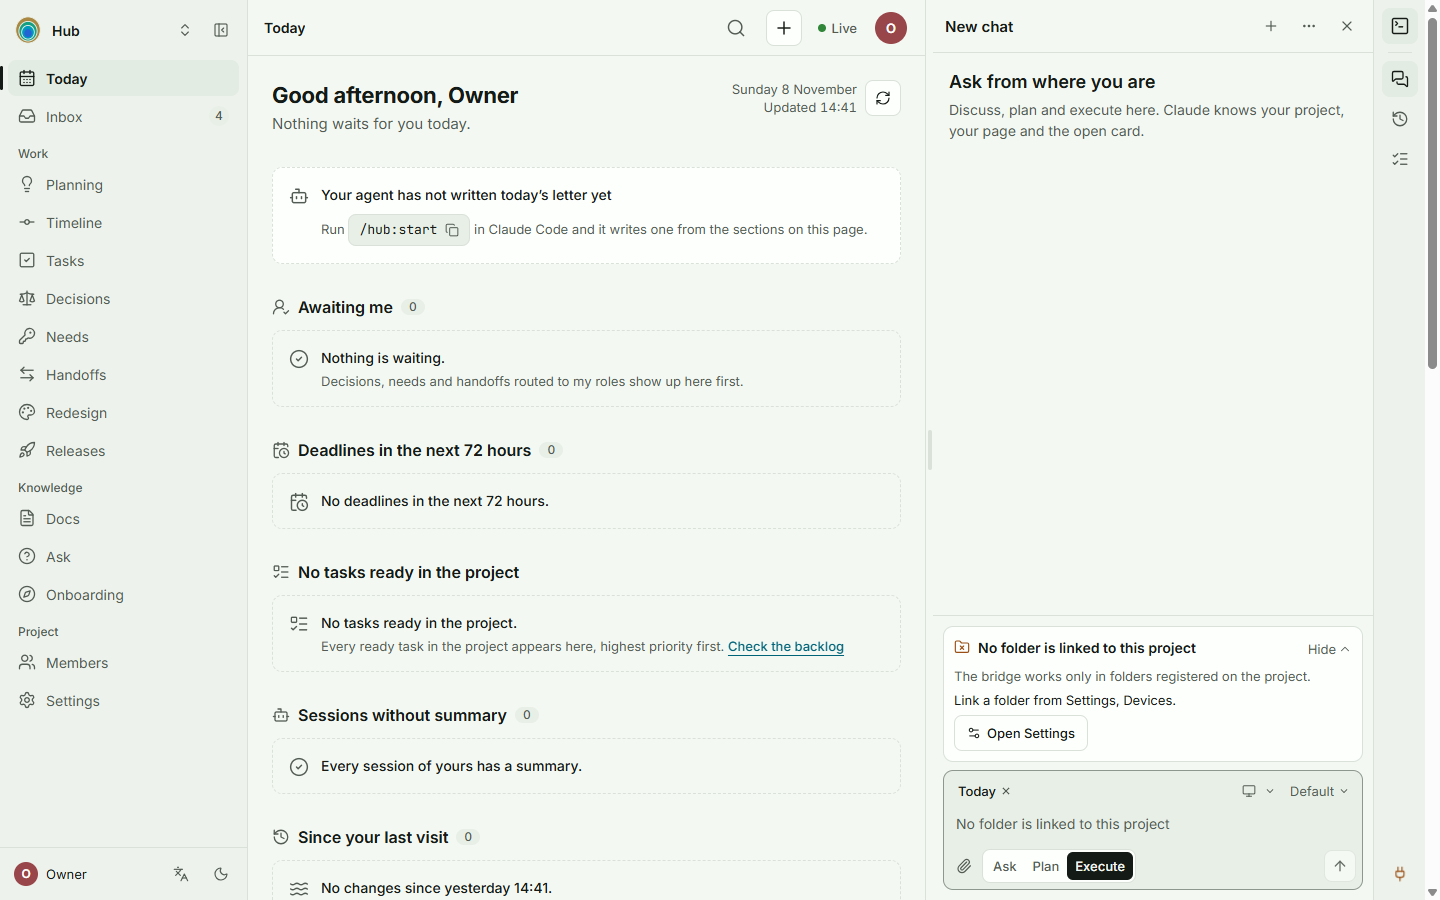 Hub
Today
Inbox
4
Work
Planning
Timeline
Tasks
Decisions
Needs
Handoffs
Redesign
Releases
Knowledge
Docs
Ask
Onboarding
Project
Members
Settings
O
Owner
Today
Live
O
Good afternoon, Owner
Nothing waits for you today.
Sunday 8 November
Updated 14:41
Your agent has not written today’s letter yet
Run /hub:start in Claude Code and it writes one from the sections on this page.
Awaiting me 0
Nothing is waiting.
Decisions, needs and handoffs routed to my roles show up here first.
Deadlines in the next 72 hours 0
No deadlines in the next 72 hours.
No tasks ready in the project
No tasks ready in the project.
Every ready task in the project appears here, highest priority first. Check the backlog
Sessions without summary 0
Every session of yours has a summary.
Since your last visit 0
No changes since yesterday 14:41.
New chat
Ask from where you are
Discuss, plan and execute here. Claude knows your project,
your page and the open card.
No folder is linked to this project
Hide
The bridge works only in folders registered on the project.
Link a folder from Settings, Devices.
Open Settings
Today
Default
No folder is linked to this project
Ask
Plan
Execute